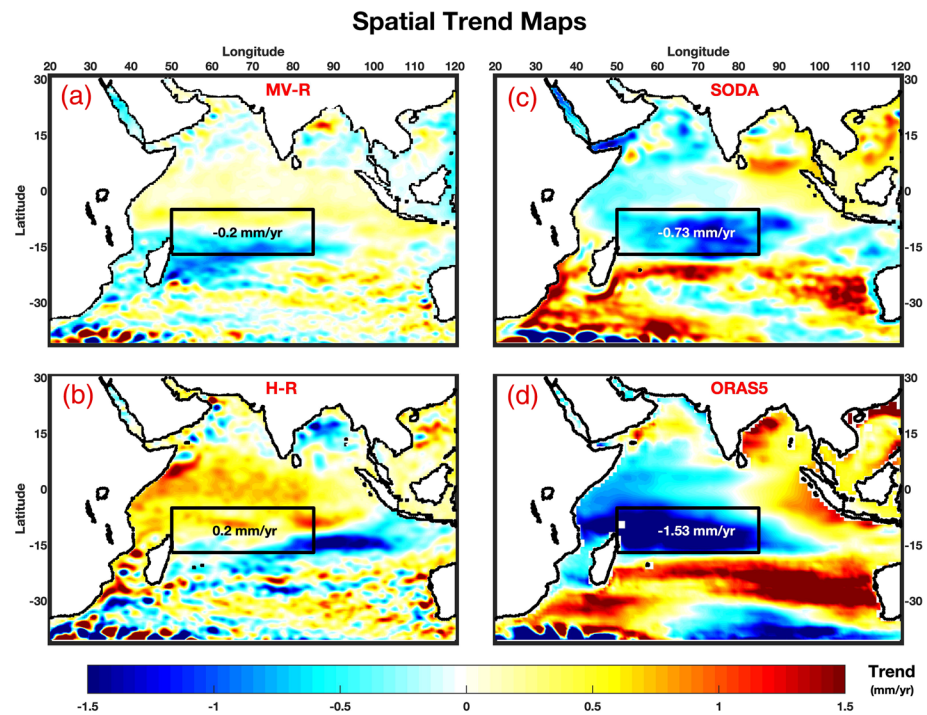 Spatial Trend Maps
Longitude
Longitude
20 30 40 50 60 70 80 90 100 110 120
20 30 40 50 60 70 80 90 100 110 120
30
(a)
MV-R
30
(c)
SODA
15
15
Latitude
0
0
-0.2 mm/yr
-0.73 mm/yr
-15
-15
-30
-30
30
(b)
H-R
30
(d)
ORAS5
15
15
Latitude
0
0
0.2 mm/yr
-1.53 mm/yr
-15
-15
-30
-30
Trend
(mm/yr)
-1.5 -1 -0.5 0 0.5 1 1.5